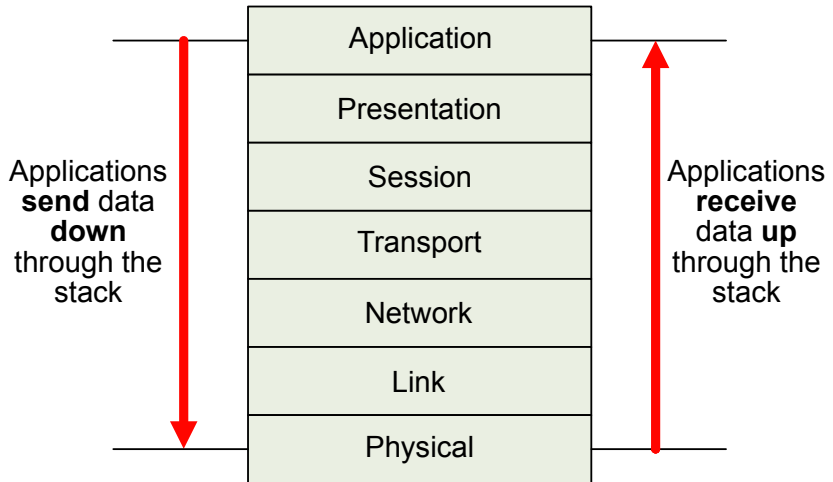 Application
Presentation
Session
Transport
Network
Link
Physical
Applications
send data
down
through the
stack
Applications
receive
data up
through the
stack